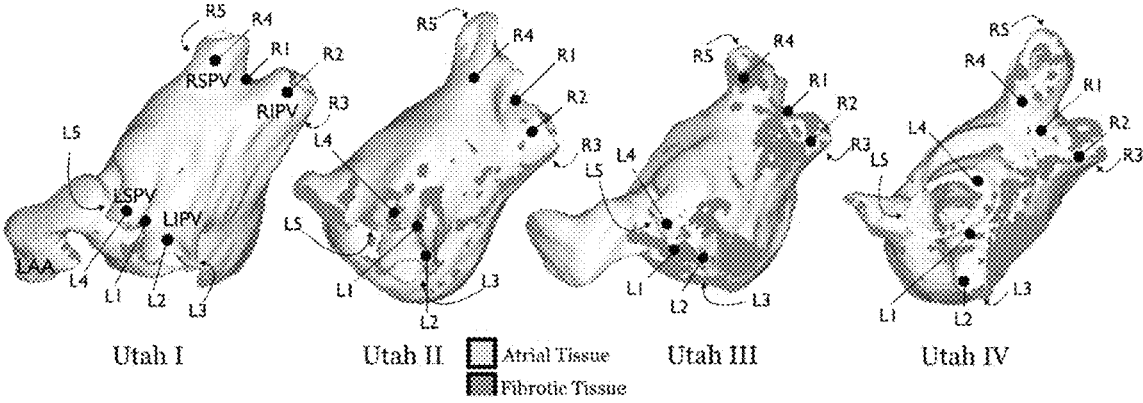 R5
R4
R1
R2
RSPV
RIPV
R3
L5
LSPV
LIPV
LAA
L4
L1
L2
L3
Utah I
R5
R4
R1
R2
L4
R3
L5
L1
L3
L2
Utah II
R5
R4
R1
R2
L4
R3
L5
L1
L2
L3
Utah III
R5
R4
R1
L4
R2
R3
L5
L3
L1
L2
Utah IV
Atrial Tissue
Fibrotic Tissue